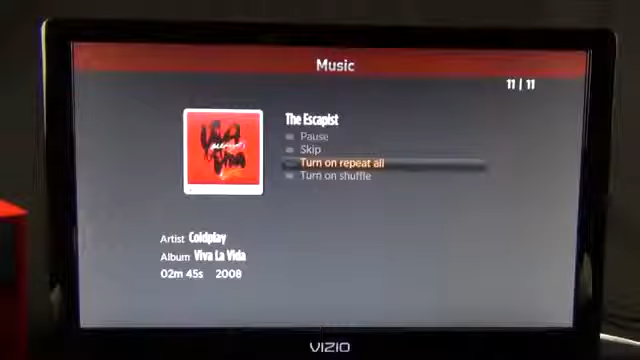 Music
11 | 11
The Escapist
Pause
Skip
Turn on repeat all
Turn on shuffle
Artist Coldplay
Album Viva La Vida
02m 45s 2008
VIZIO